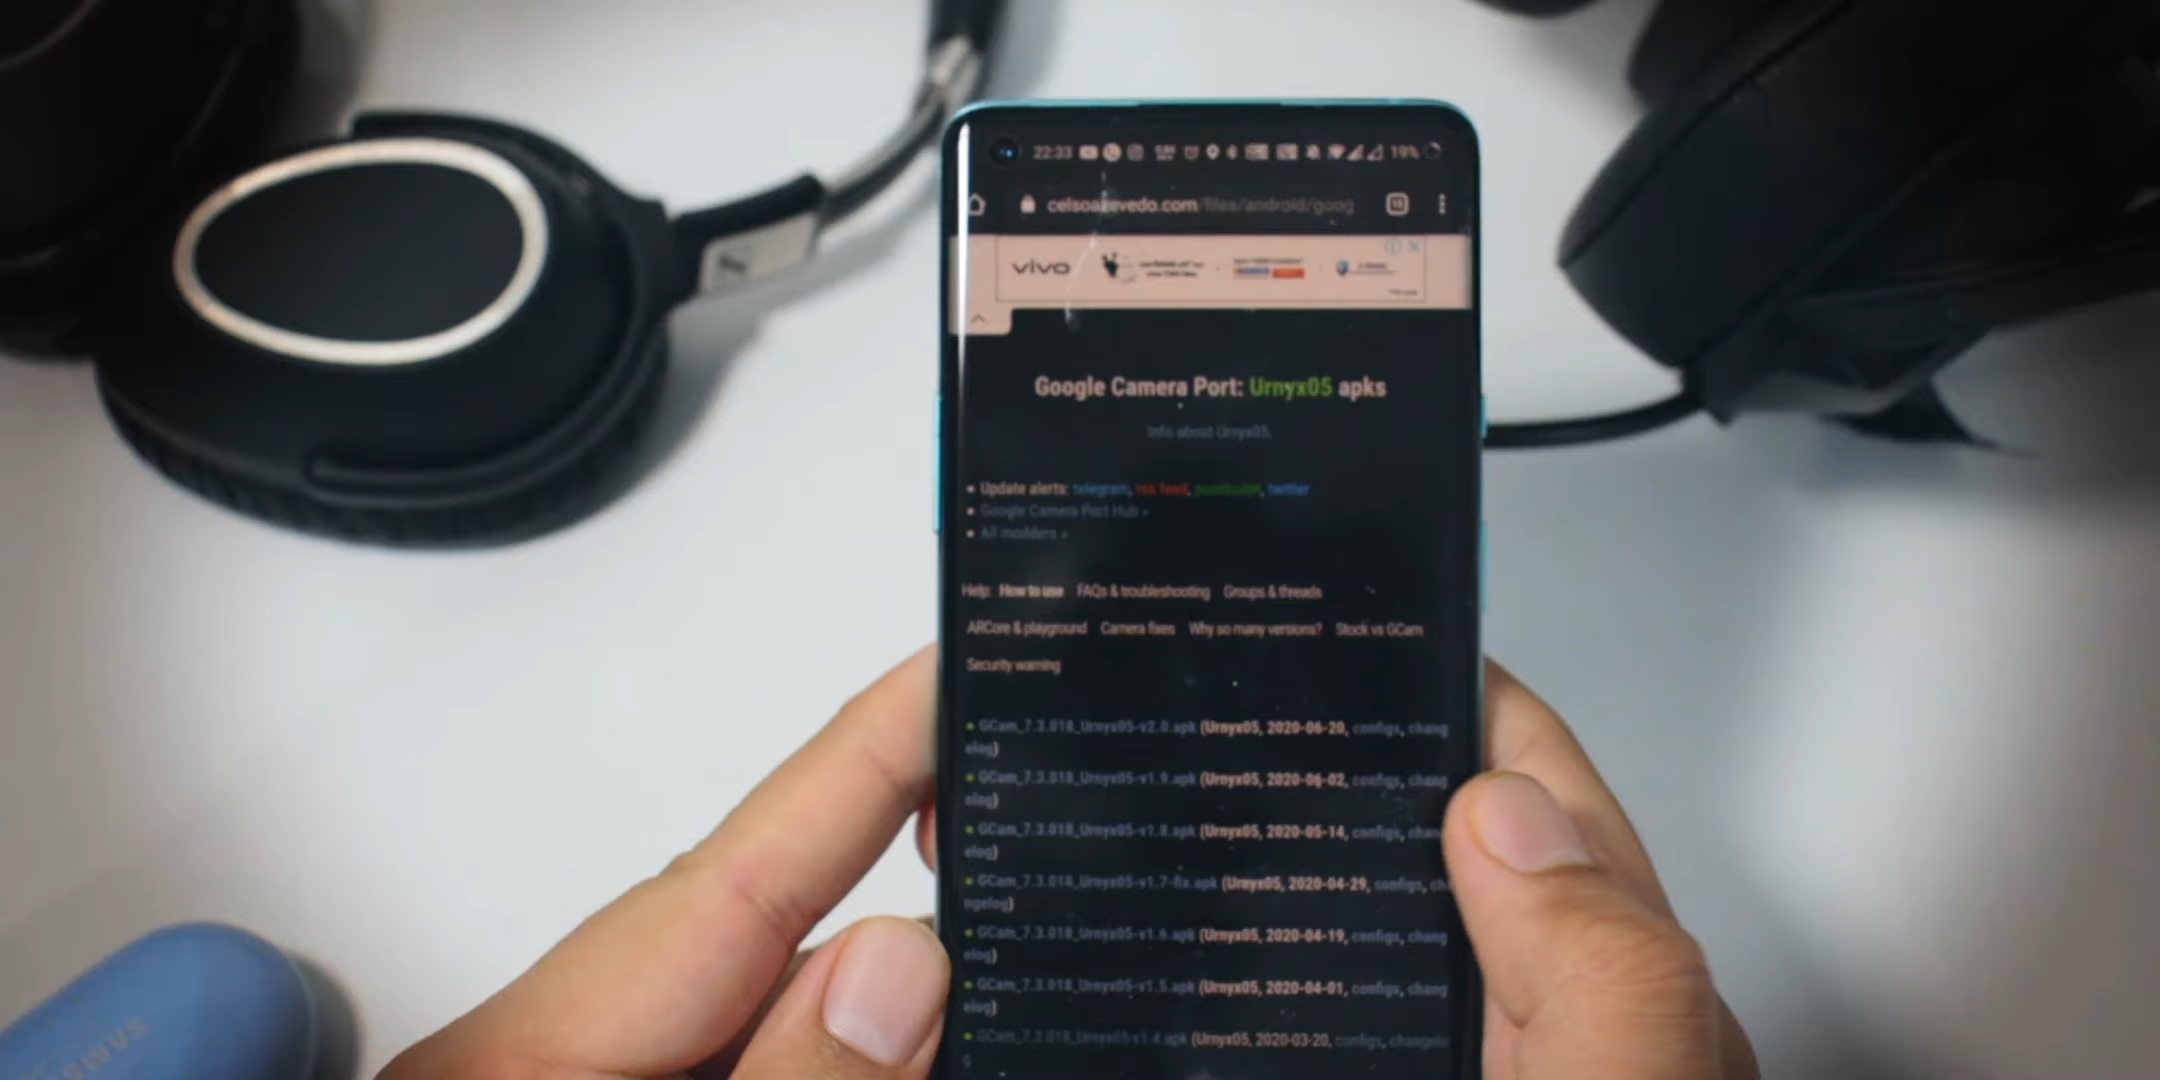 22:33 19%
celsoazevedo.com/files/android/goog
vivo
Google Camera Port: Urnyx05 apks
Info about Urnyx05.
Update alerts: telegram, rss feed, pushbullet, twitter
Google Camera Port Hub »
All modders »
Help: How to use FAQs & troubleshooting Groups & threads
ARCore & playground Camera fixes Why so many versions? Stock vs GCam
Security warning
GCam_7.3.018_Urnyx05-v2.0.apk (Urnyx05, 2020-06-20, configs, chang
elog)
GCam_7.3.018_Urnyx05-v1.9.apk (Urnyx05, 2020-06-02, configs, chang
elog)
GCam_7.3.018_Urnyx05-v1.8.apk (Urnyx05, 2020-05-14, configs, chang
elog)
GCam_7.3.018_Urnyx05-v1.7-fix.apk (Urnyx05, 2020-04-29, configs, cha
ngelog)
GCam_7.3.018_Urnyx05-v1.6.apk (Urnyx05, 2020-04-19, configs, chang
elog)
GCam_7.3.018_Urnyx05-v1.5.apk (Urnyx05, 2020-04-01, configs, chang
elog)
GCam_7.3.018_Urnyx05-v1.4.apk (Urnyx05, 2020-03-20, configs, changelo
g
SAMSUNG